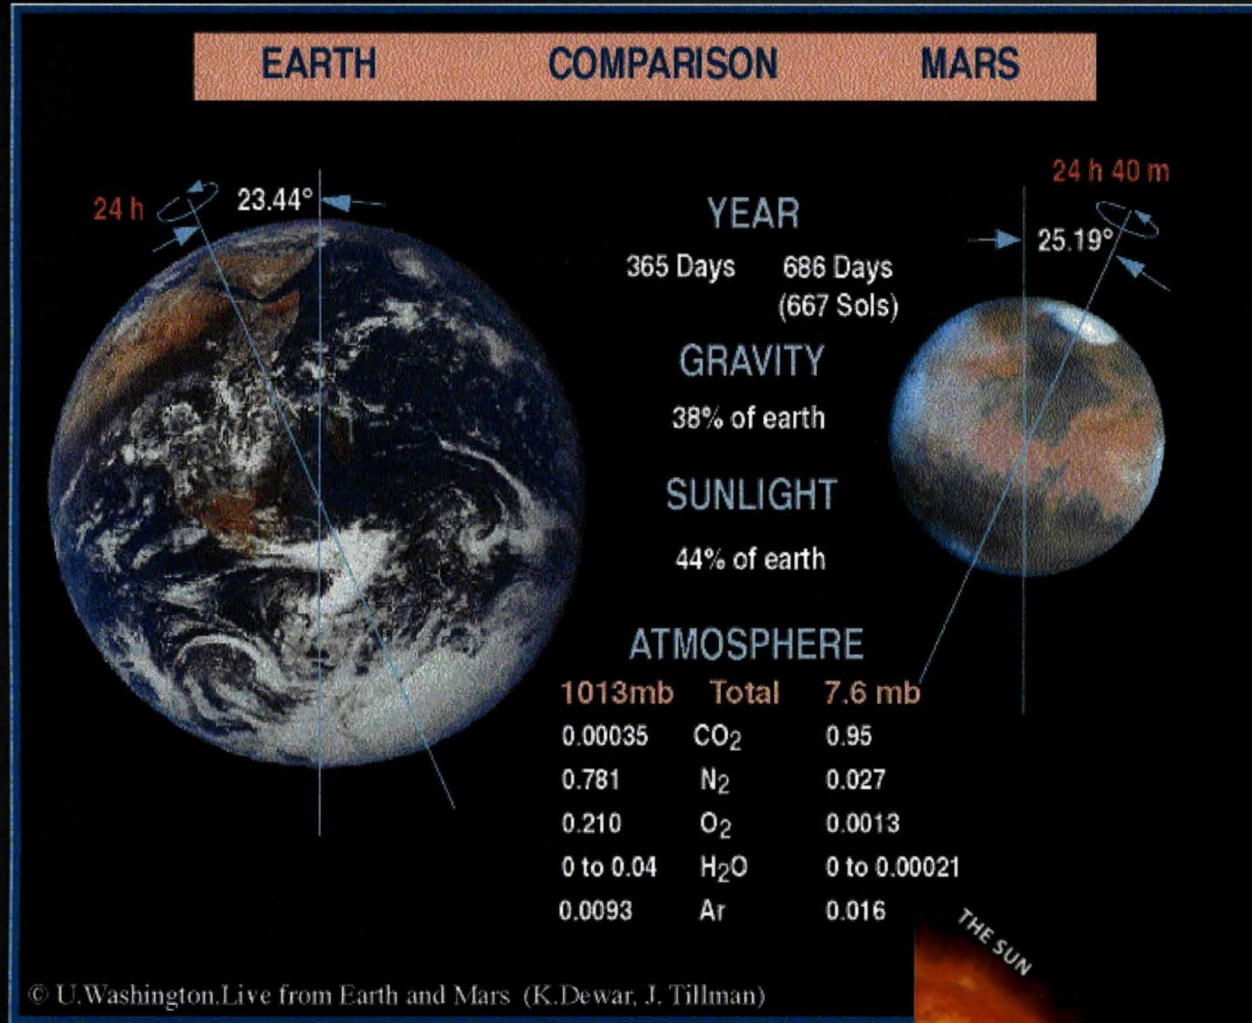 EARTH COMPARISON MARS
24 h 23.44°
24 h 40 m
25.19°
YEAR
365 Days 686 Days
(667 Sols)
GRAVITY
38% of earth
SUNLIGHT
44% of earth
ATMOSPHERE
1013mb Total 7.6 mb
0.00035 CO₂ 0.95
0.781 N₂ 0.027
0.210 O₂ 0.0013
0 to 0.04 H₂O 0 to 0.00021
0.0093 Ar 0.016
THE SUN
© U.Washington.Live from Earth and Mars (K.Dewar, J. Tillman)